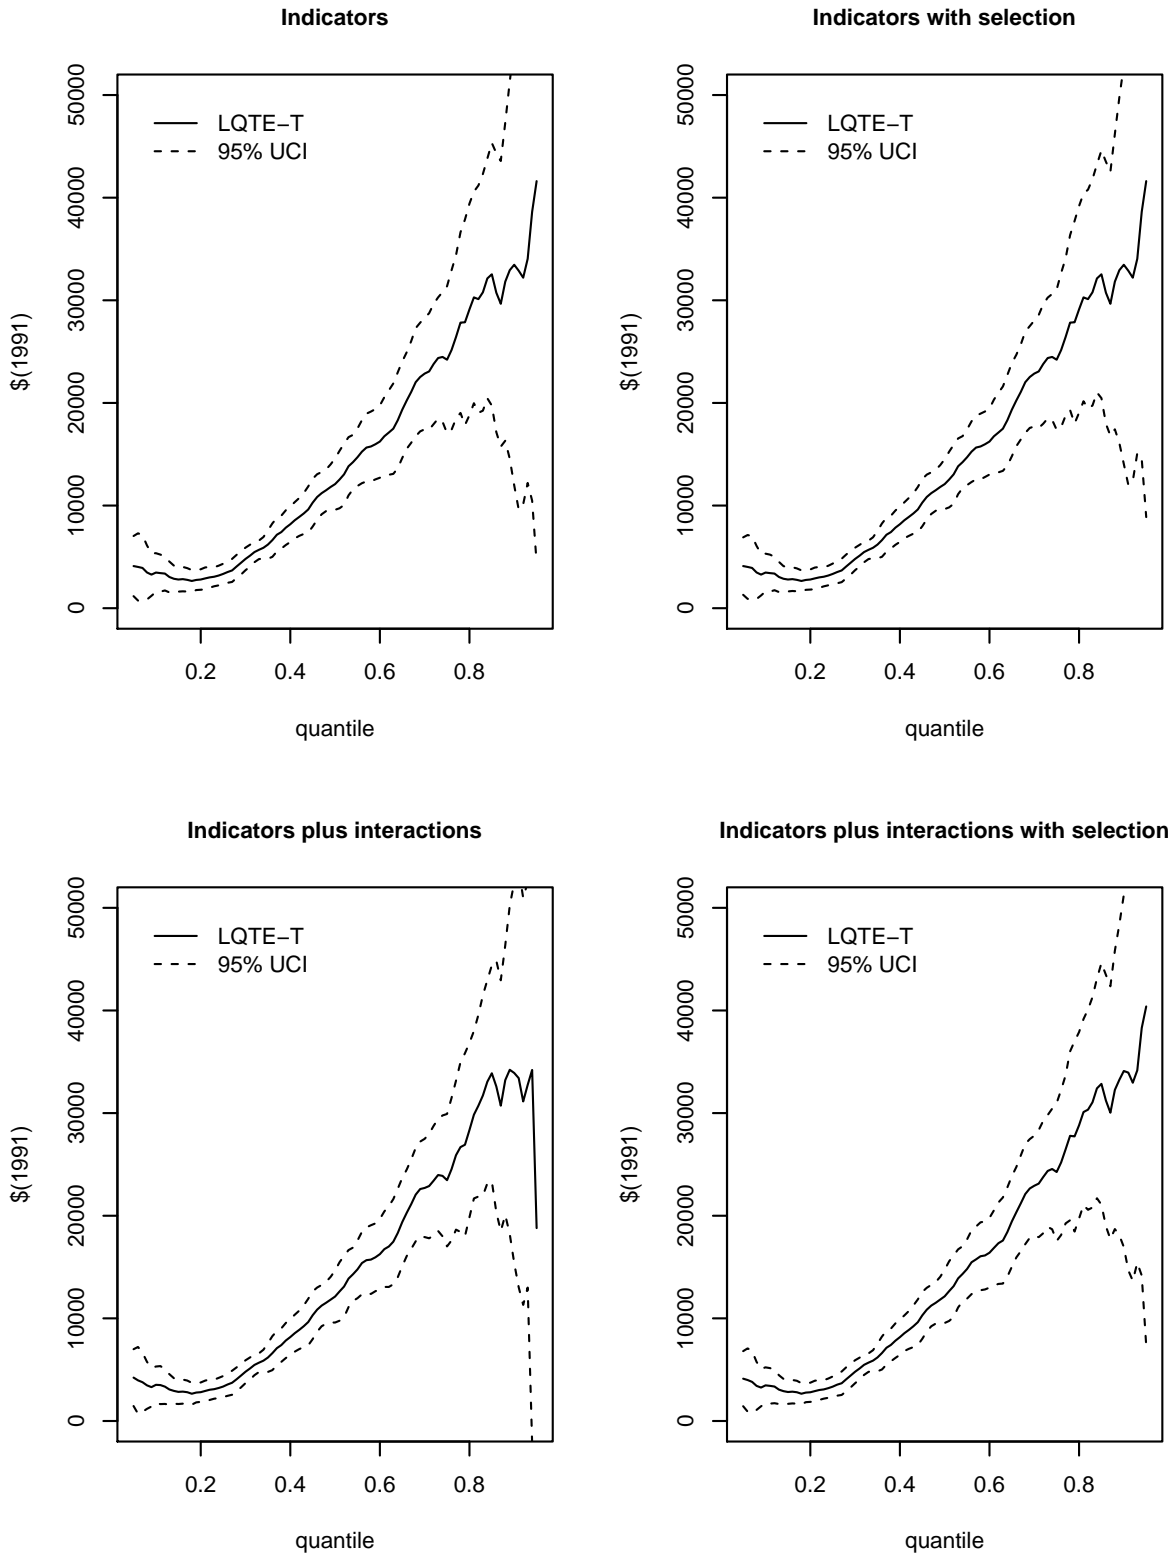 Indicators
$(1991)
50000
40000
30000
20000
10000
0
LQTE−T
95% UCI
0.2 0.4 0.6 0.8
quantile
Indicators with selection
$(1991)
50000
40000
30000
20000
10000
0
LQTE−T
95% UCI
0.2 0.4 0.6 0.8
quantile
Indicators plus interactions
$(1991)
50000
40000
30000
20000
10000
0
LQTE−T
95% UCI
0.2 0.4 0.6 0.8
quantile
Indicators plus interactions with selection
$(1991)
50000
40000
30000
20000
10000
0
LQTE−T
95% UCI
0.2 0.4 0.6 0.8
quantile